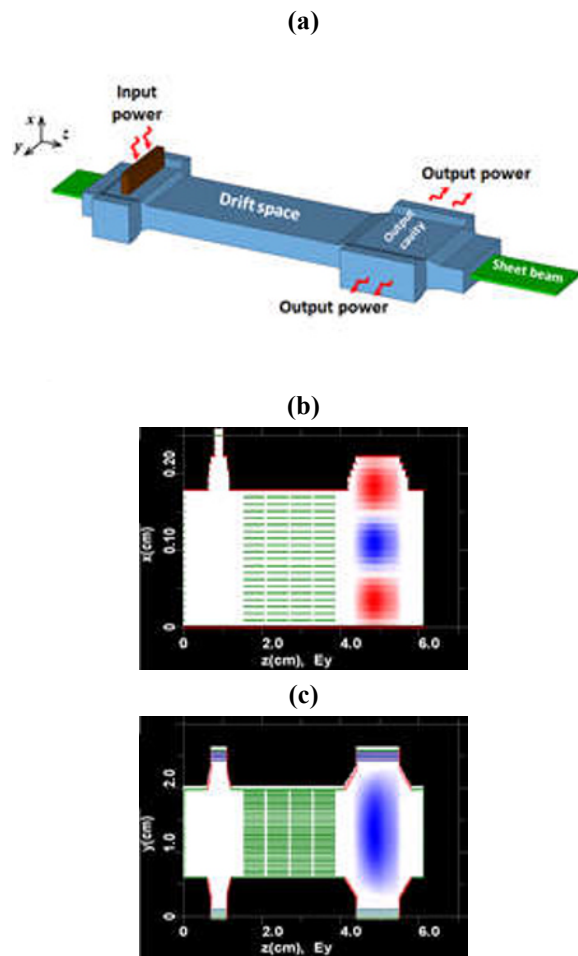 (a)
Input
power
x
y
z
Drift space
Output power
Output
cavity
Sheet beam
Output power
(b)
0.20
0.10
0
x(cm)
0
2.0
4.0
6.0
z(cm), Ey
(c)
2.0
1.0
0
y(cm)
0
2.0
4.0
6.0
z(cm), Ey